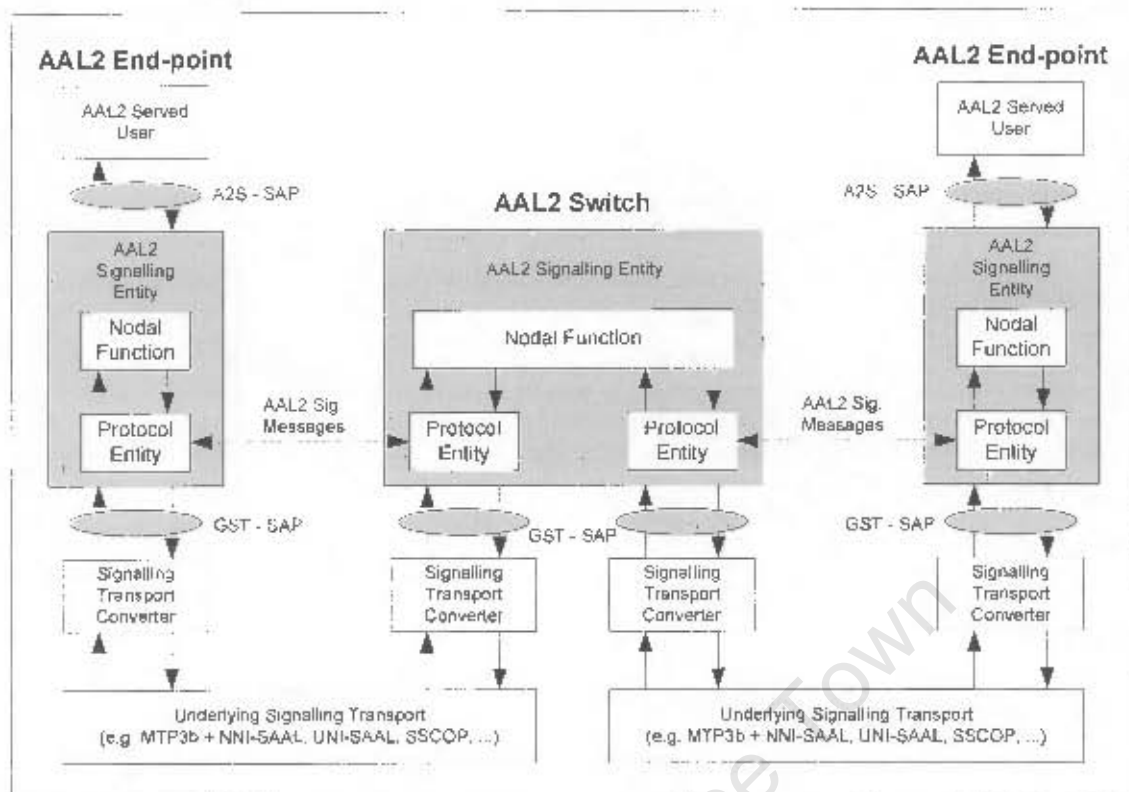 AAL2 End-point
AAL2 End-point
AAL2 Served
User
AAL2 Served
User
A2S - SAP
A2S - SAP
AAL2 Switch
AAL2
Signalling
Entity
AAL2 Signalling Entity
AAL2
Signalling
Entity
Nodal
Function
Nodal Function
Nodal
Function
AAL2 Sig
Messages
AAL2 Sig.
Messages
Protocol
Entity
Protocol
Entity
Protocol
Entity
Protocol
Entity
GST - SAP
GST - SAP
GST - SAP
Signalling
Transport
Converter
Signalling
Transport
Converter
Signalling
Transport
Converter
Signalling
Transport
Converter
Underlying Signalling Transport
(e.g. MTP3b + NNI-SAAL, UNI-SAAL, SSCOP, ...)
Underlying Signalling Transport
(e.g. MTP3b + NNI-SAAL, UNI-SAAL, SSCOP, ...)
Town